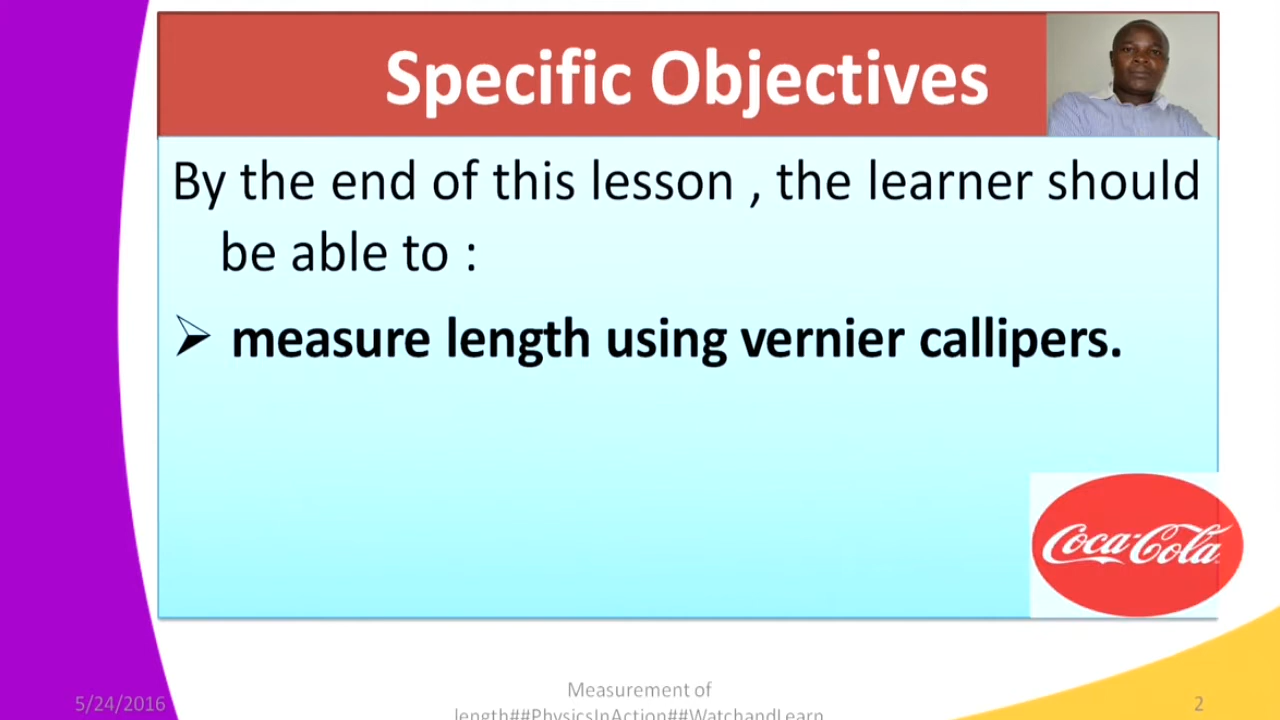 Specific Objectives
By the end of this lesson , the learner should
be able to :
➢ measure length using vernier callipers.
Coca-Cola
5/24/2016
Measurement of
length##PhysicsInAction##WatchandLearn
2